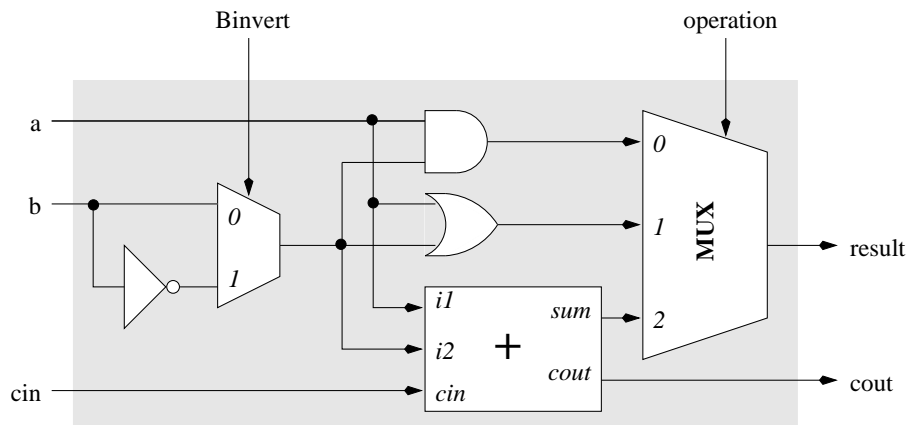 Binvert
operation
a
0
b
0
1
MUX
1
result
i1
sum
2
i2
+
cout
cout
cin
cin